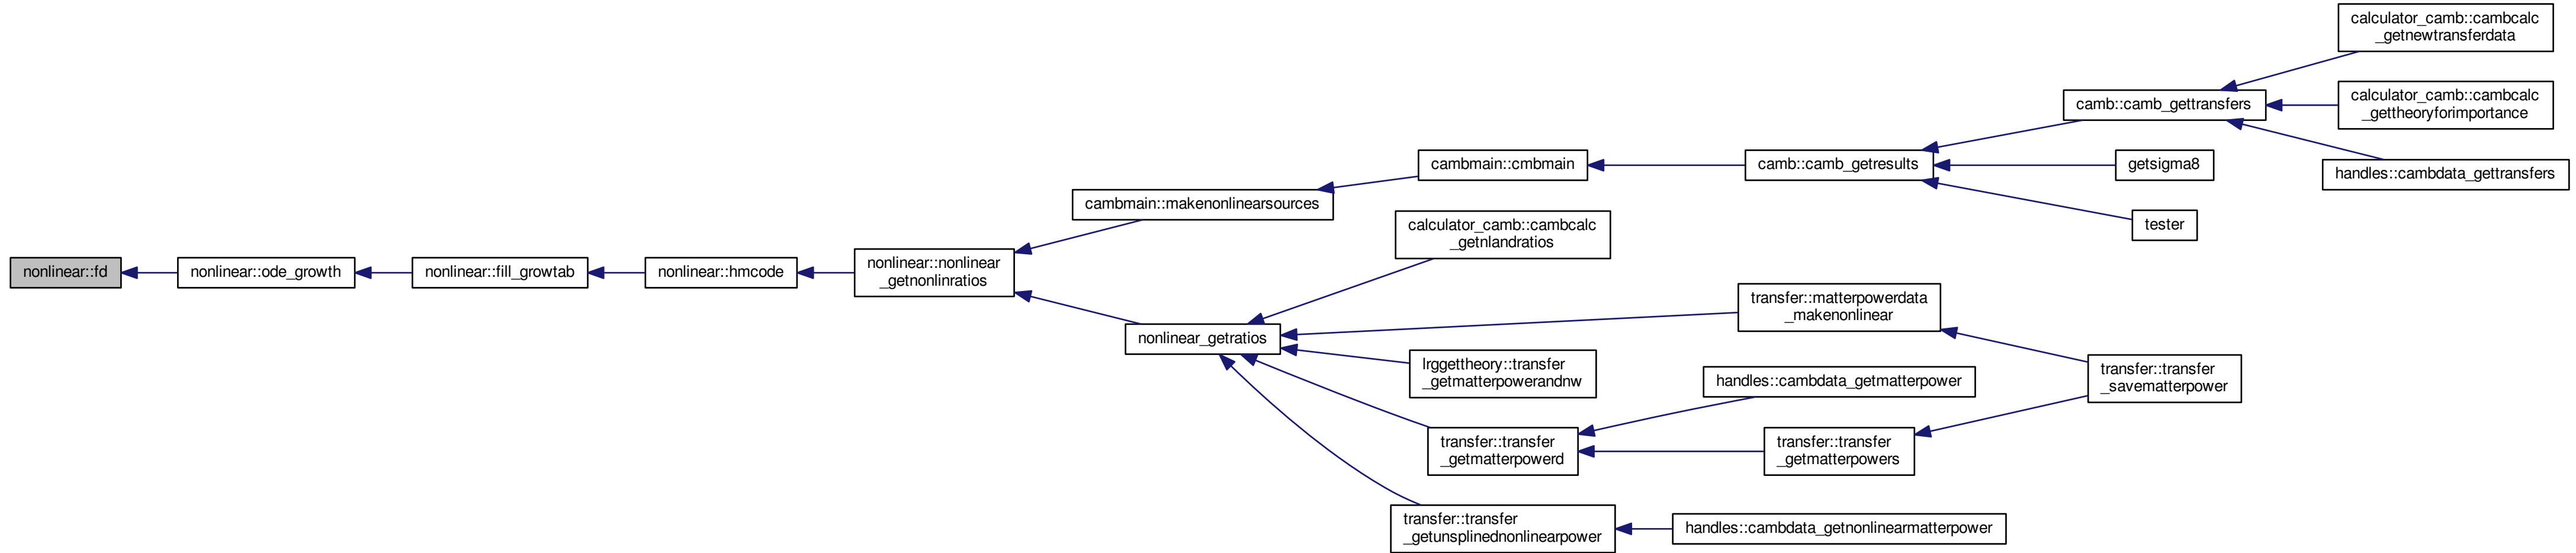 nonlinear::fd
nonlinear::ode_growth
nonlinear::fill_growtab
nonlinear::hmcode
nonlinear::nonlinear
_getnonlinratios
cambmain::makenonlinearsources
cambmain::cmbmain
camb::camb_getresults
camb::camb_gettransfers
calculator_camb::cambcalc
_getnewtransferdata
calculator_camb::cambcalc
_gettheoryforimportance
handles::cambdata_gettransfers
getsigma8
tester
nonlinear_getratios
calculator_camb::cambcalc
_getnlandratios
transfer::matterpowerdata
_makenonlinear
lrggettheory::transfer
_getmatterpowerandnw
transfer::transfer
_getmatterpowerd
handles::cambdata_getmatterpower
transfer::transfer
_getmatterpowers
transfer::transfer
_savematterpower
transfer::transfer
_getunsplinednonlinearpower
handles::cambdata_getnonlinearmatterpower